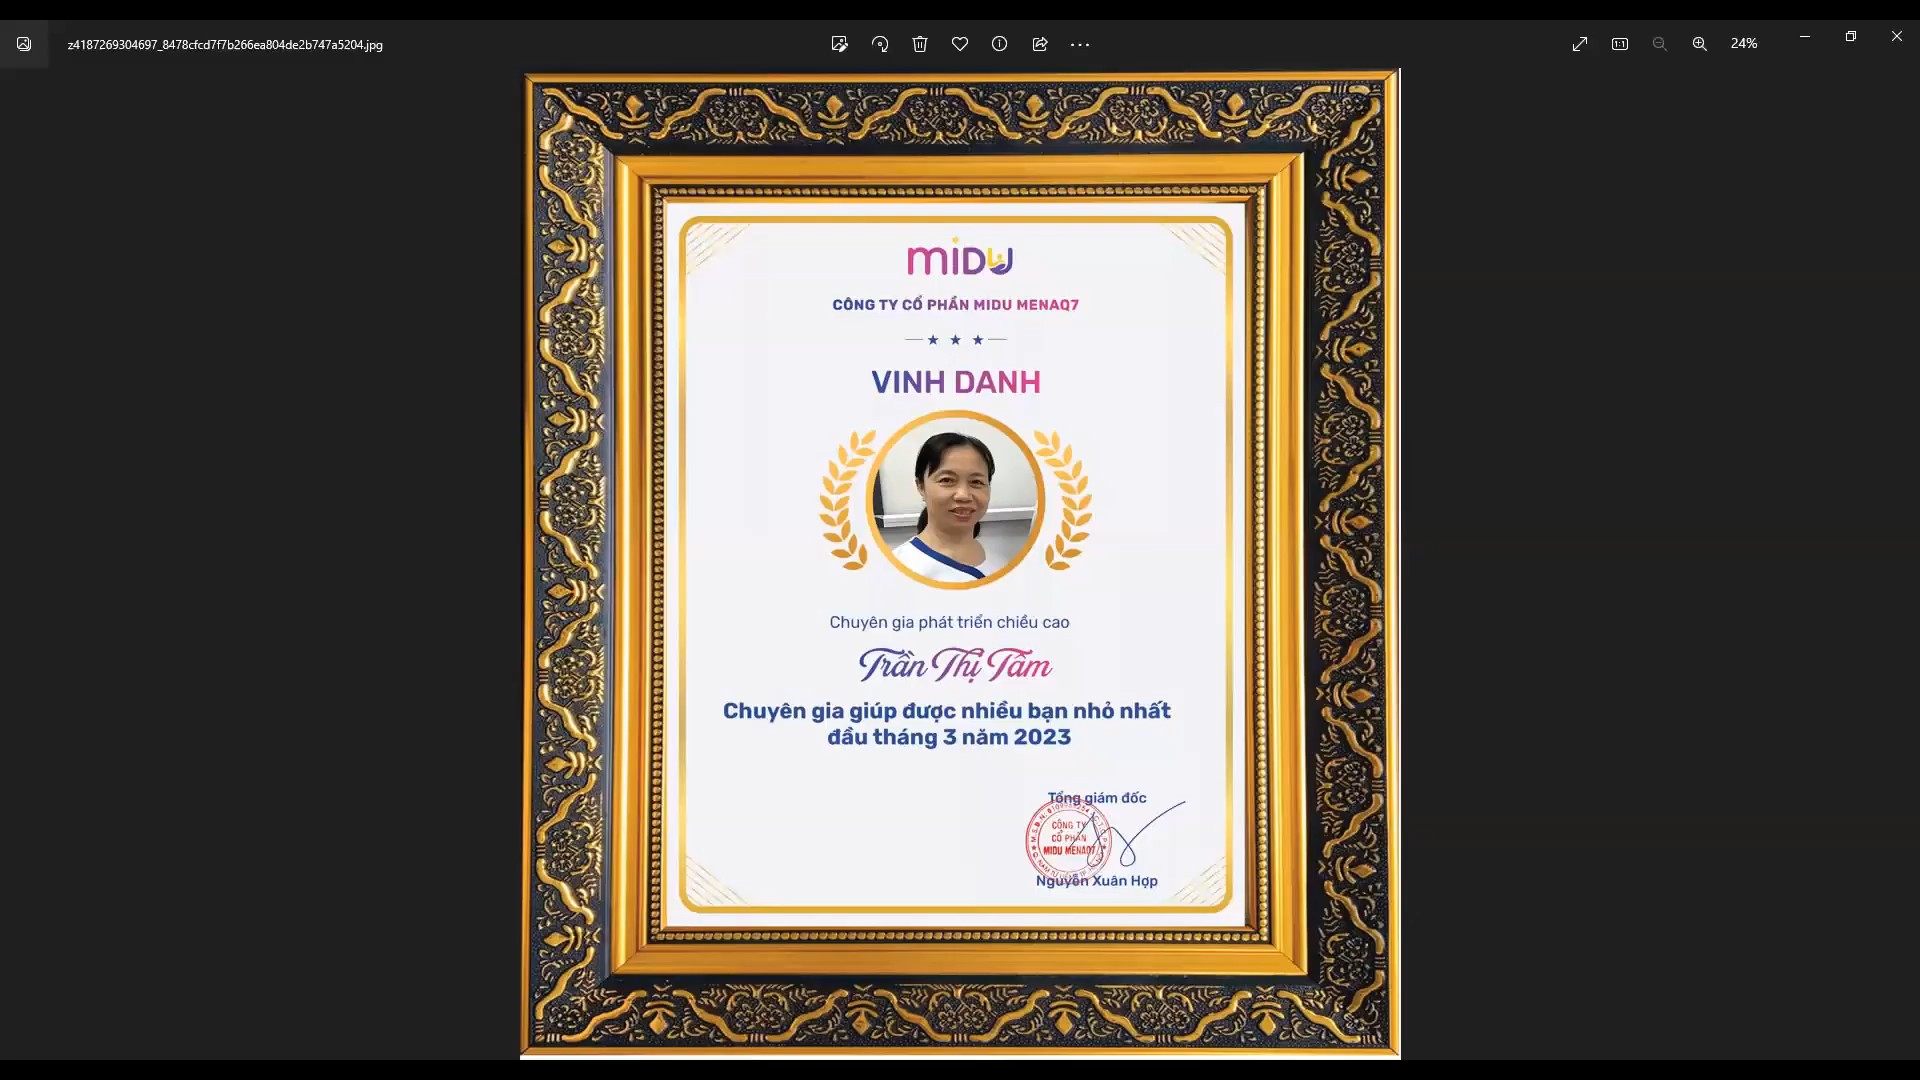 z4187269304697_8478cfcd7f7b266ea804de2b747a5204.jpg
24%
miDU
CÔNG TY CỔ PHẦN MIDU MENAQ7
VINH DANH
Chuyên gia phát triển chiều cao
Trần Thị Tâm
Chuyên gia giúp được nhiều bạn nhỏ nhất
đầu tháng 3 năm 2023
Tổng giám đốc
CÔNG TY
CỔ PHẦN
MIDU MENAQ7
Nguyễn Xuân Hợp